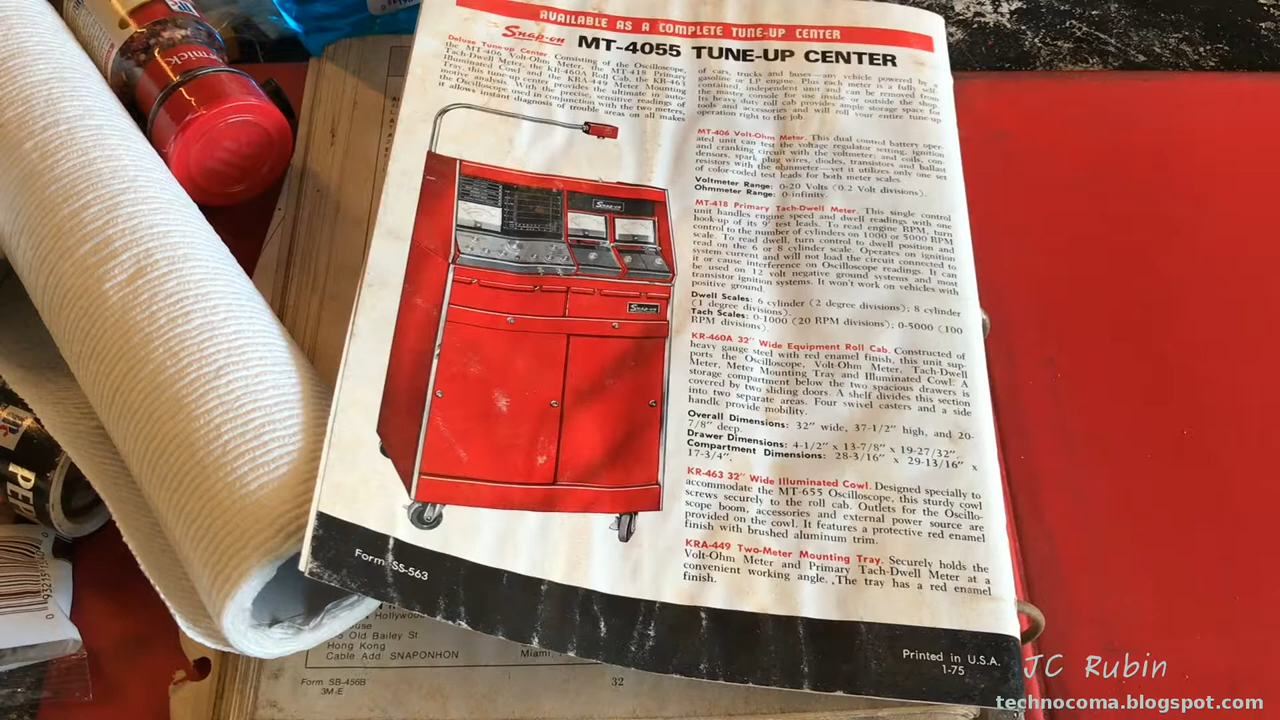 AVAILABLE AS A COMPLETE TUNE-UP CENTER
Snap-on MT-4055 TUNE-UP CENTER
Deluxe Tune-up Center. Consisting of the Oscilloscope,
the MT-406 Volt-Ohm Meter, the MT-418 Primary
Tach-Dwell Meter, the KR-460A Roll Cab, the KR-463
Illuminated Cowl and the KRA-449 Meter Mounting
Tray, this tune-up center provides the ultimate in auto-
motive testing. With the precise, sensitive readings of
the Oscilloscope used in conjunction with the two meters,
it allows instant diagnosis of trouble areas on all makes
of cars, trucks and buses—any vehicle powered by a
gasoline or LP engine. Plus each meter is a fully self-
contained, independent unit and can be removed from
the master console for use inside or outside the shop.
Its heavy duty roll cab provides ample storage space for
tools and accessories and will roll your entire tune-up
operation right to the job.
MT-406 Volt-Ohm Meter. This dual control battery oper-
ated unit can test the voltage regulator setting, ignition
and cranking circuit with the voltmeter; and coils, con-
densors, spark plug wires, diodes, transistors and ballast
resistors with the ohmmeter—yet it utilizes only one set
of color-coded test leads for both meter scales.
Voltmeter Range: 0-20 Volts (0.2 Volt divisions).
Ohmmeter Range: 0-infinity.
MT-418 Primary Tach-Dwell Meter. This single control
unit handles engine speed and dwell readings with one
hook-up of its 9' test leads. To read engine RPM, turn
control to the number of cylinders on 1000 or 5000 RPM
scale. To read dwell, turn control to dwell position and
read on the 6 or 8 cylinder scale. Operates on ignition
system current and will not load the circuit connected to
it or cause interference on Oscilloscope readings. It can
be used on 12 volt negative ground systems and most
transistor ignition systems. It won't work on vehicles with
positive ground.
Dwell Scales: 6 cylinder (2 degree divisions); 8 cylinder
(1 degree divisions).
Tach Scales: 0-1000 (20 RPM divisions); 0-5000 (100
RPM divisions).
KR-460A 32" Wide Equipment Roll Cab. Constructed of
heavy gauge steel with red enamel finish, this unit sup-
ports the Oscilloscope, Volt-Ohm Meter, Tach-Dwell
Meter, Meter Mounting Tray and Illuminated Cowl. A
storage compartment below the two spacious drawers is
covered by two sliding doors. A shelf divides this section
into two separate areas. Four swivel casters and a side
handle provide mobility.
Overall Dimensions: 32" wide, 37-1/2" high, and 20-
7/8" deep.
Drawer Dimensions: 4-1/2" x 13-7/8" x 19-27/32".
Compartment Dimensions: 28-3/16" x 29-13/16" x
17-3/4".
KR-463 32" Wide Illuminated Cowl. Designed specially to
accommodate the MT-655 Oscilloscope, this sturdy cowl
screws securely to the roll cab. Outlets for the Oscillo-
scope boom, accessories and external power source are
provided on the cowl. It features a protective red enamel
finish with brushed aluminum trim.
KRA-449 Two-Meter Mounting Tray. Securely holds the
Volt-Ohm Meter and Primary Tach-Dwell Meter at a
convenient working angle. The tray has a red enamel
finish.
Snap-on
Snap-on
Form SS-563
Printed in U.S.A.
1-75
Hollywoo
ouse
Old Bailey St.
Hong Kong
Cable Add. SNAPONHON
Miami,
Form SB-456B
3M-E
32
JC Rubin
technocoma.blogspot.com